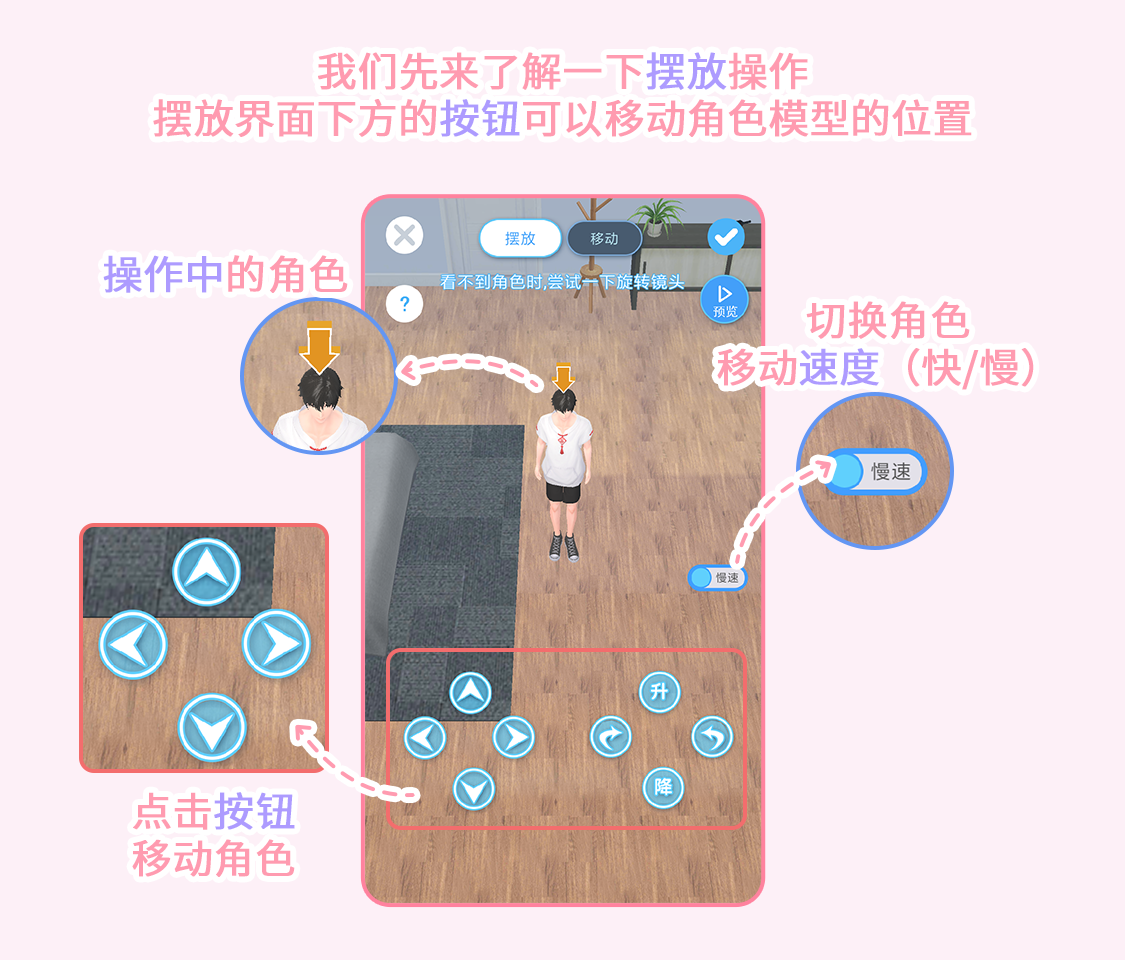 我们先来了解一下摆放操作
摆放界面下方的按钮可以移动角色模型的位置
摆放
移动
看不到角色时,尝试一下旋转镜头
?
预览
操作中的角色
切换角色
移动速度（快/慢）
慢速
慢速
升
降
点击按钮
移动角色